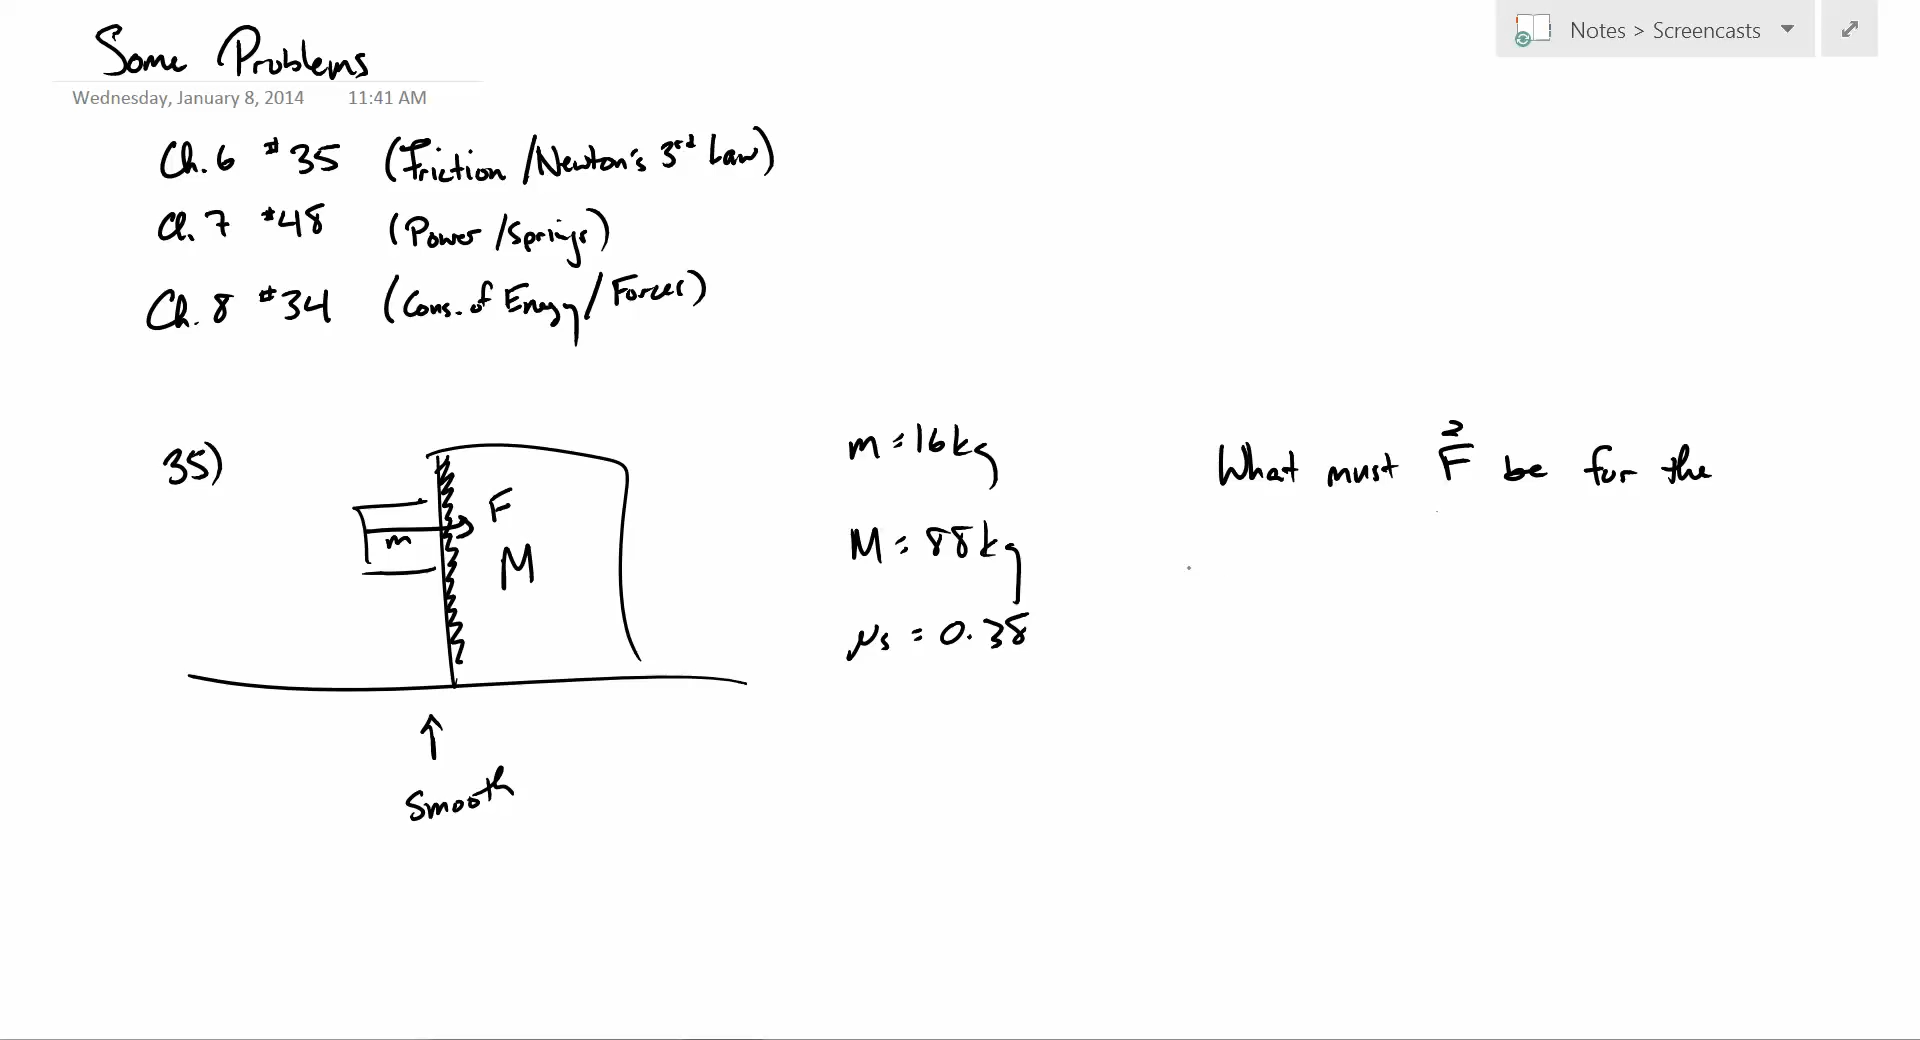 Some Problems
Notes > Screencasts
Wednesday, January 8, 2014 11:41 AM
Ch. 6 #35 (Friction/Newton's 3rd Law)
Ch. 7 #48 (Power/Springs)
Ch. 8 #34 (Cons. of Energy/Forces)
35)
F
m
M
m = 16kg
M = 88kg
μs = 0.38
What must F be for the
Smooth